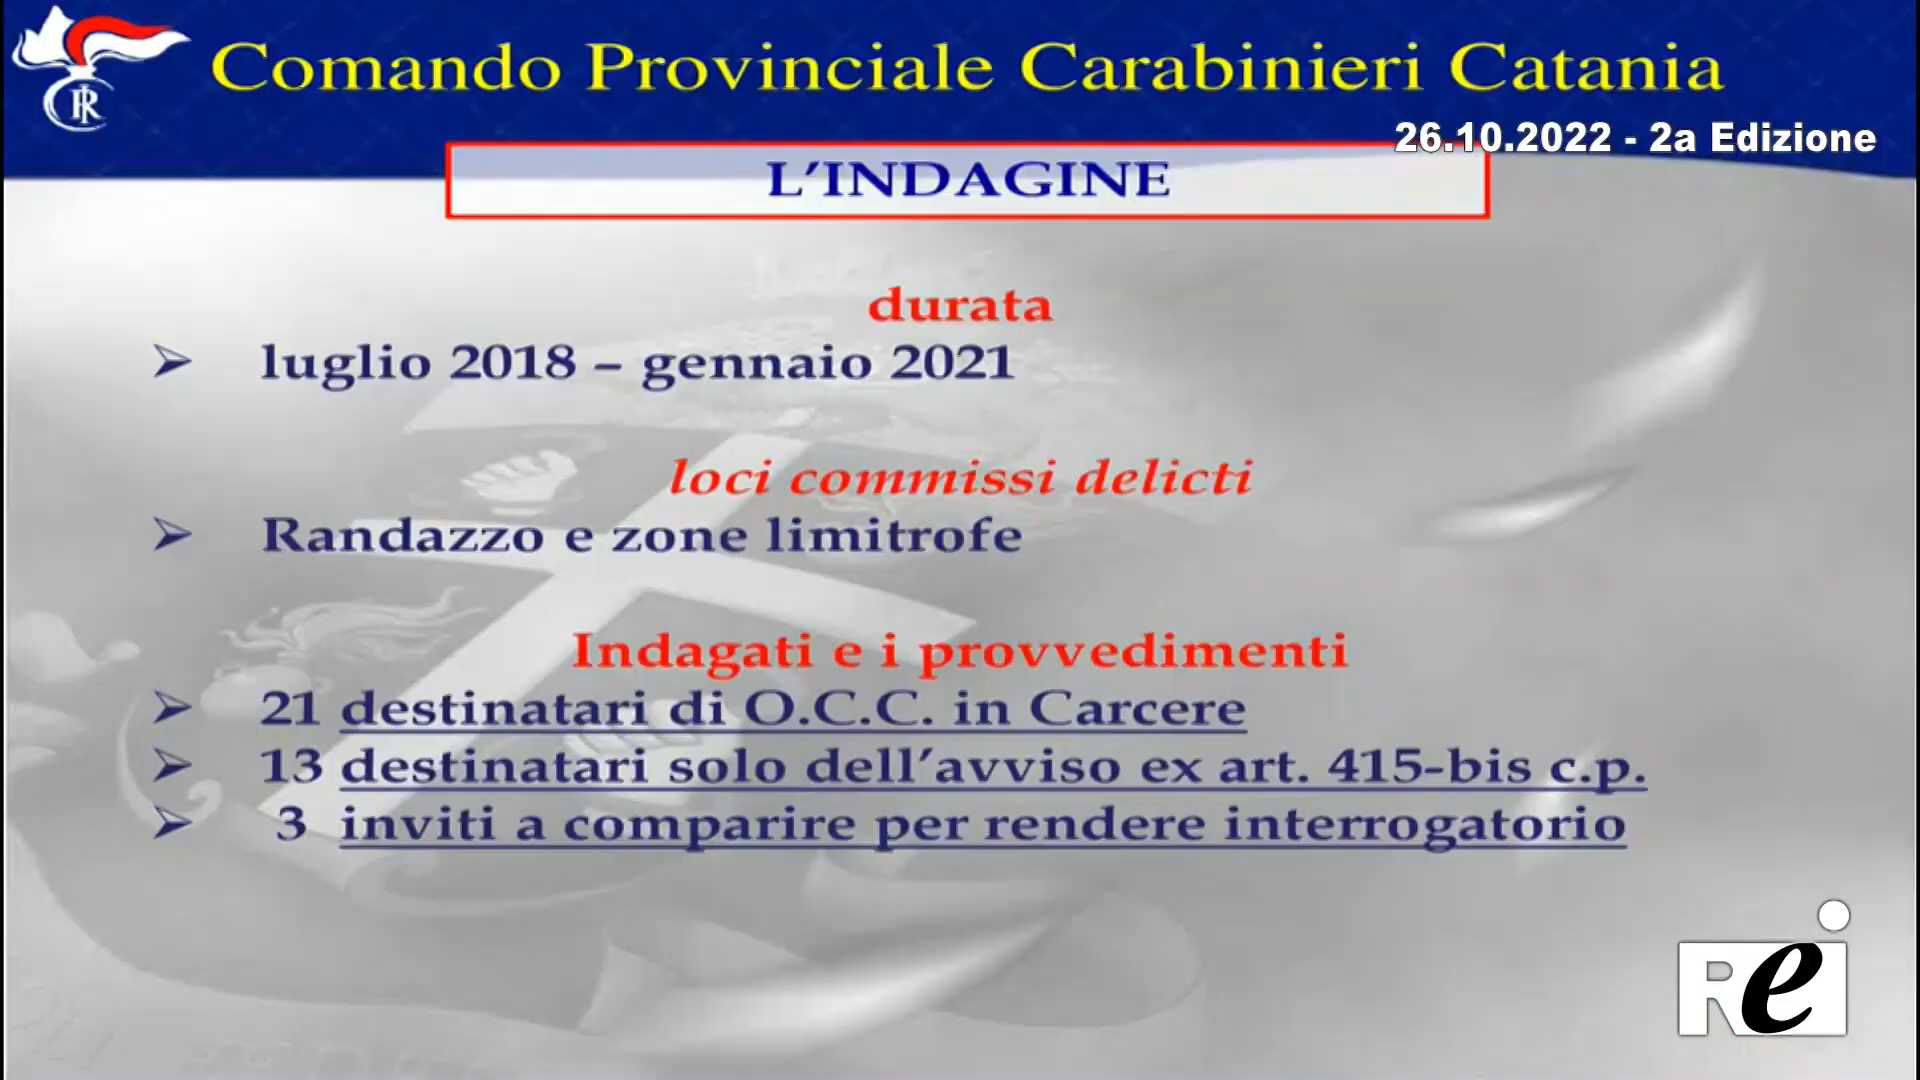 Comando Provinciale Carabinieri Catania
26.10.2022 - 2a Edizione
L'INDAGINE
durata
➢ luglio 2018 – gennaio 2021
loci commissi delicti
➢ Randazzo e zone limitrofe
Indagati e i provvedimenti
➢ 21 destinatari di O.C.C. in Carcere
➢ 13 destinatari solo dell'avviso ex art. 415-bis c.p.
➢ 3 inviti a comparire per rendere interrogatorio
Rei